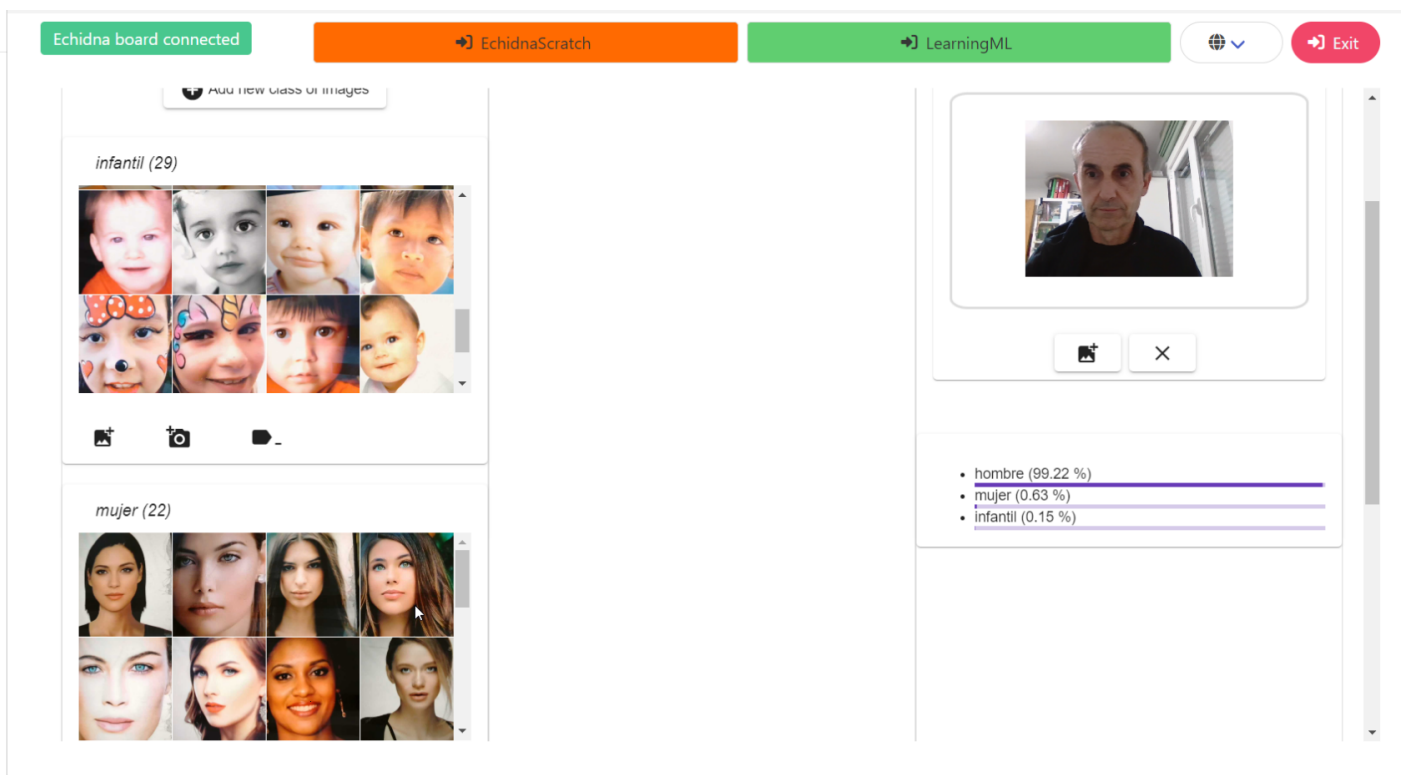 Echidna board connected
EchidnaScratch
LearningML
Exit
Add new class of images
infantil (29)
mujer (22)
hombre (99.22 %)
mujer (0.63 %)
infantil (0.15 %)